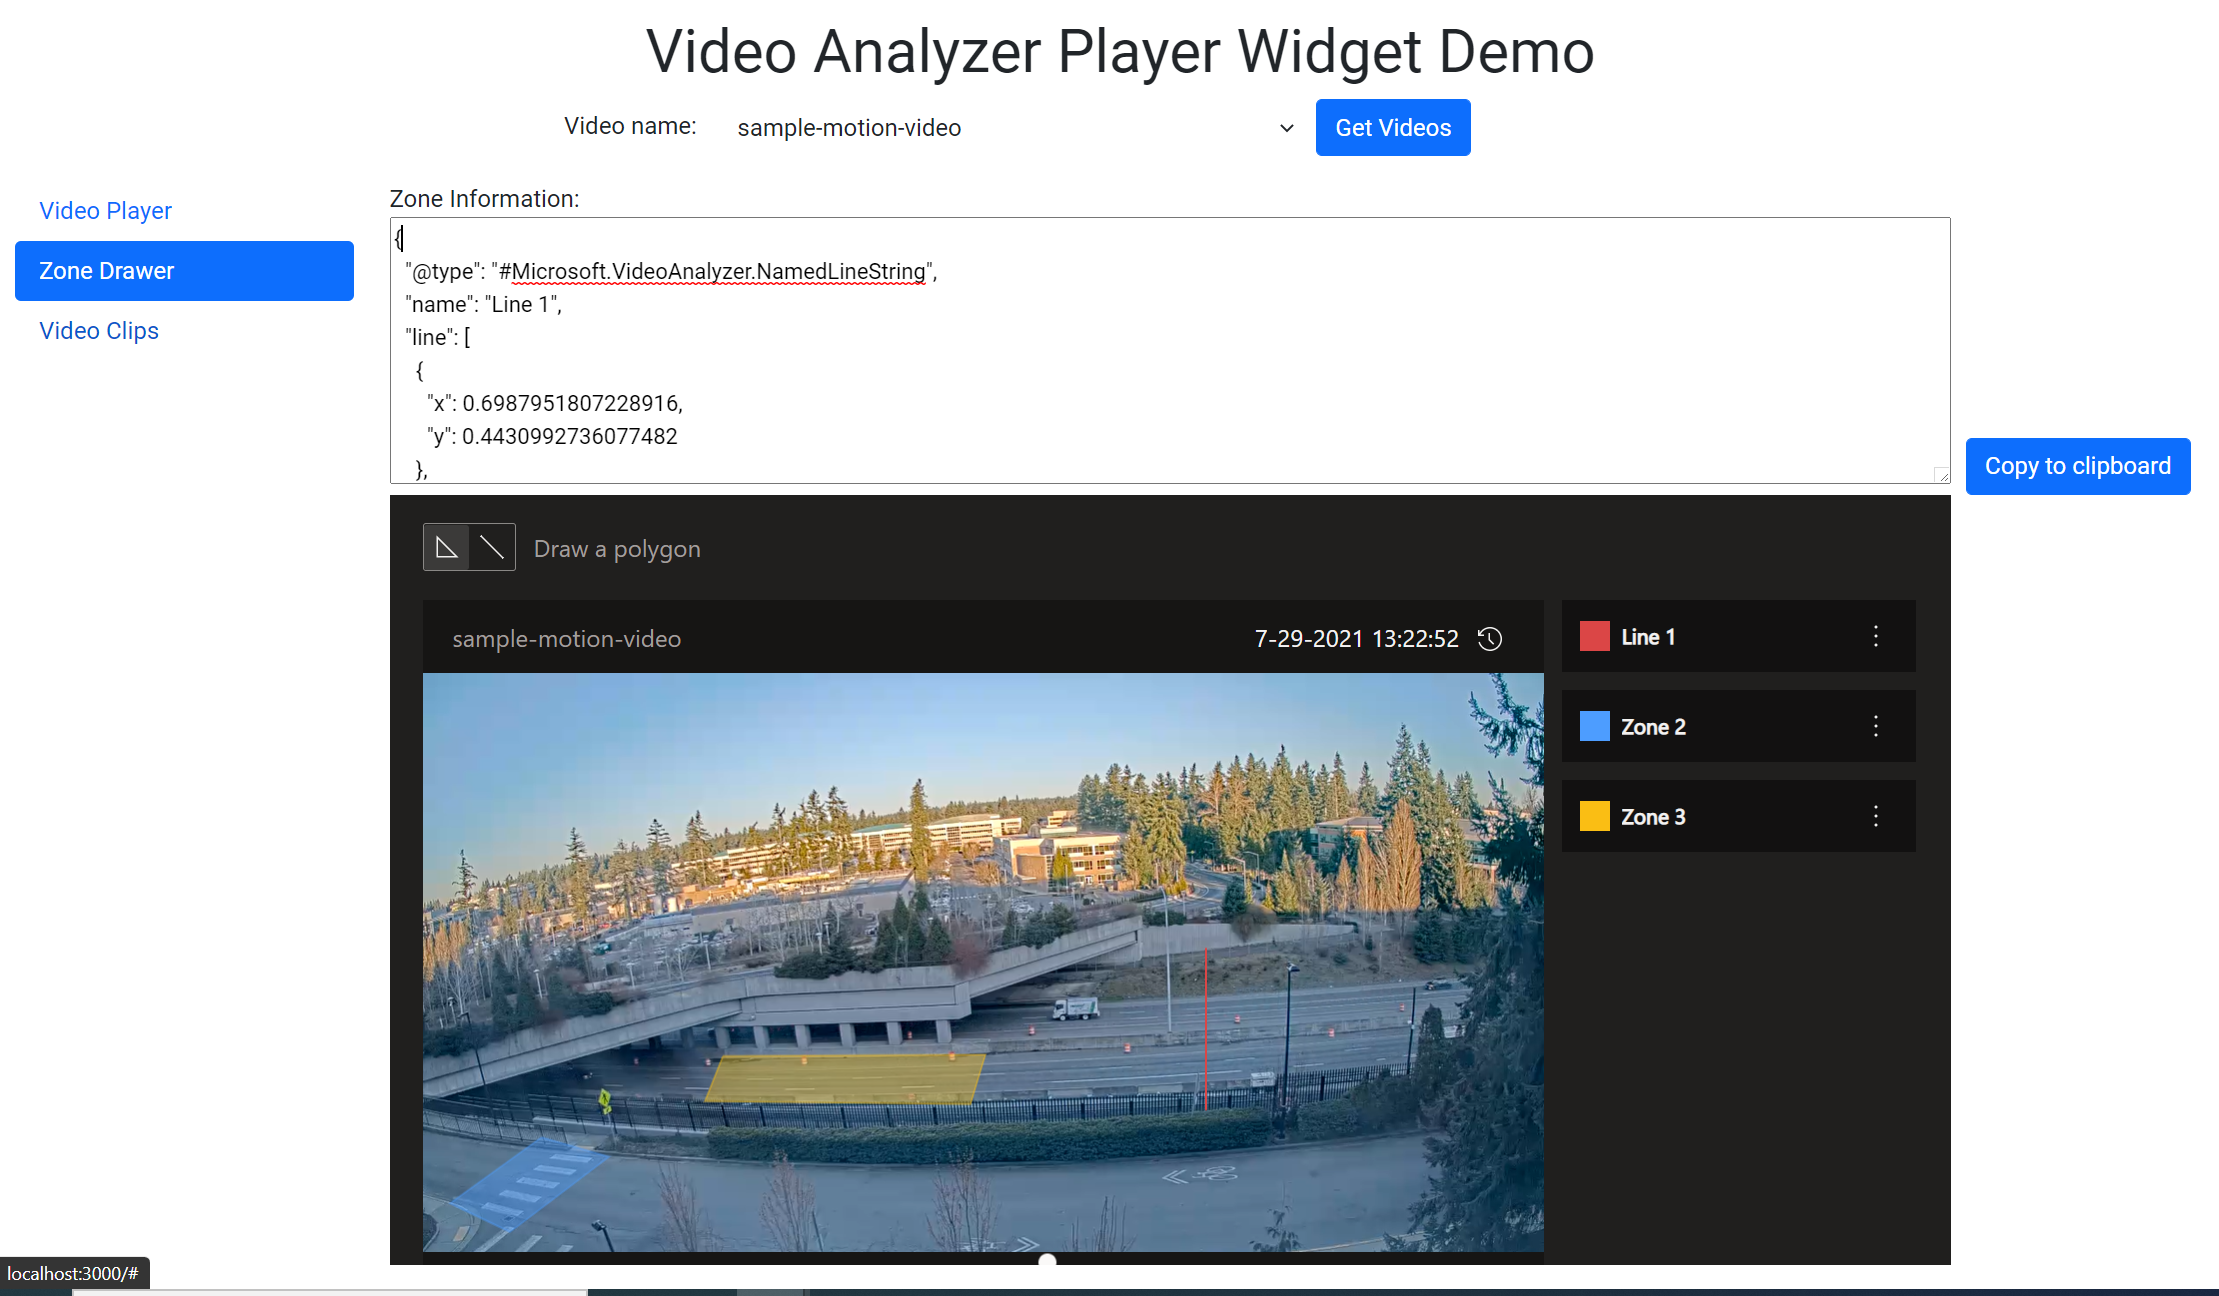 Video Analyzer Player Widget Demo
Video name: sample-motion-video Get Videos
Video Player
Zone Drawer
Video Clips
Zone Information:
{
"@type": "#Microsoft.VideoAnalyzer.NamedLineString",
"name": "Line 1",
"line": [
{
"x": 0.6987951807228916,
"y": 0.4430992736077482
},
Copy to clipboard
Draw a polygon
sample-motion-video 7-29-2021 13:22:52
Line 1
Zone 2
Zone 3
localhost:3000/#